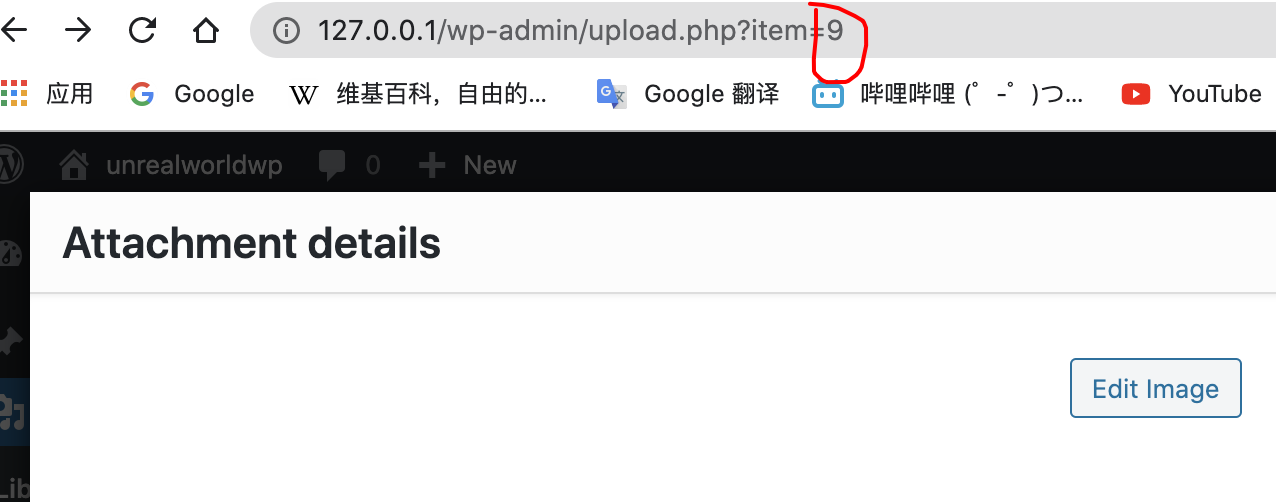 127.0.0.1/wp-admin/upload.php?item=9
应用 Google 维基百科，自由的... Google 翻译 哔哩哔哩 (゜-゜)つ... YouTube
unrealworldwp 0 New
Attachment details
Edit Image
Lib